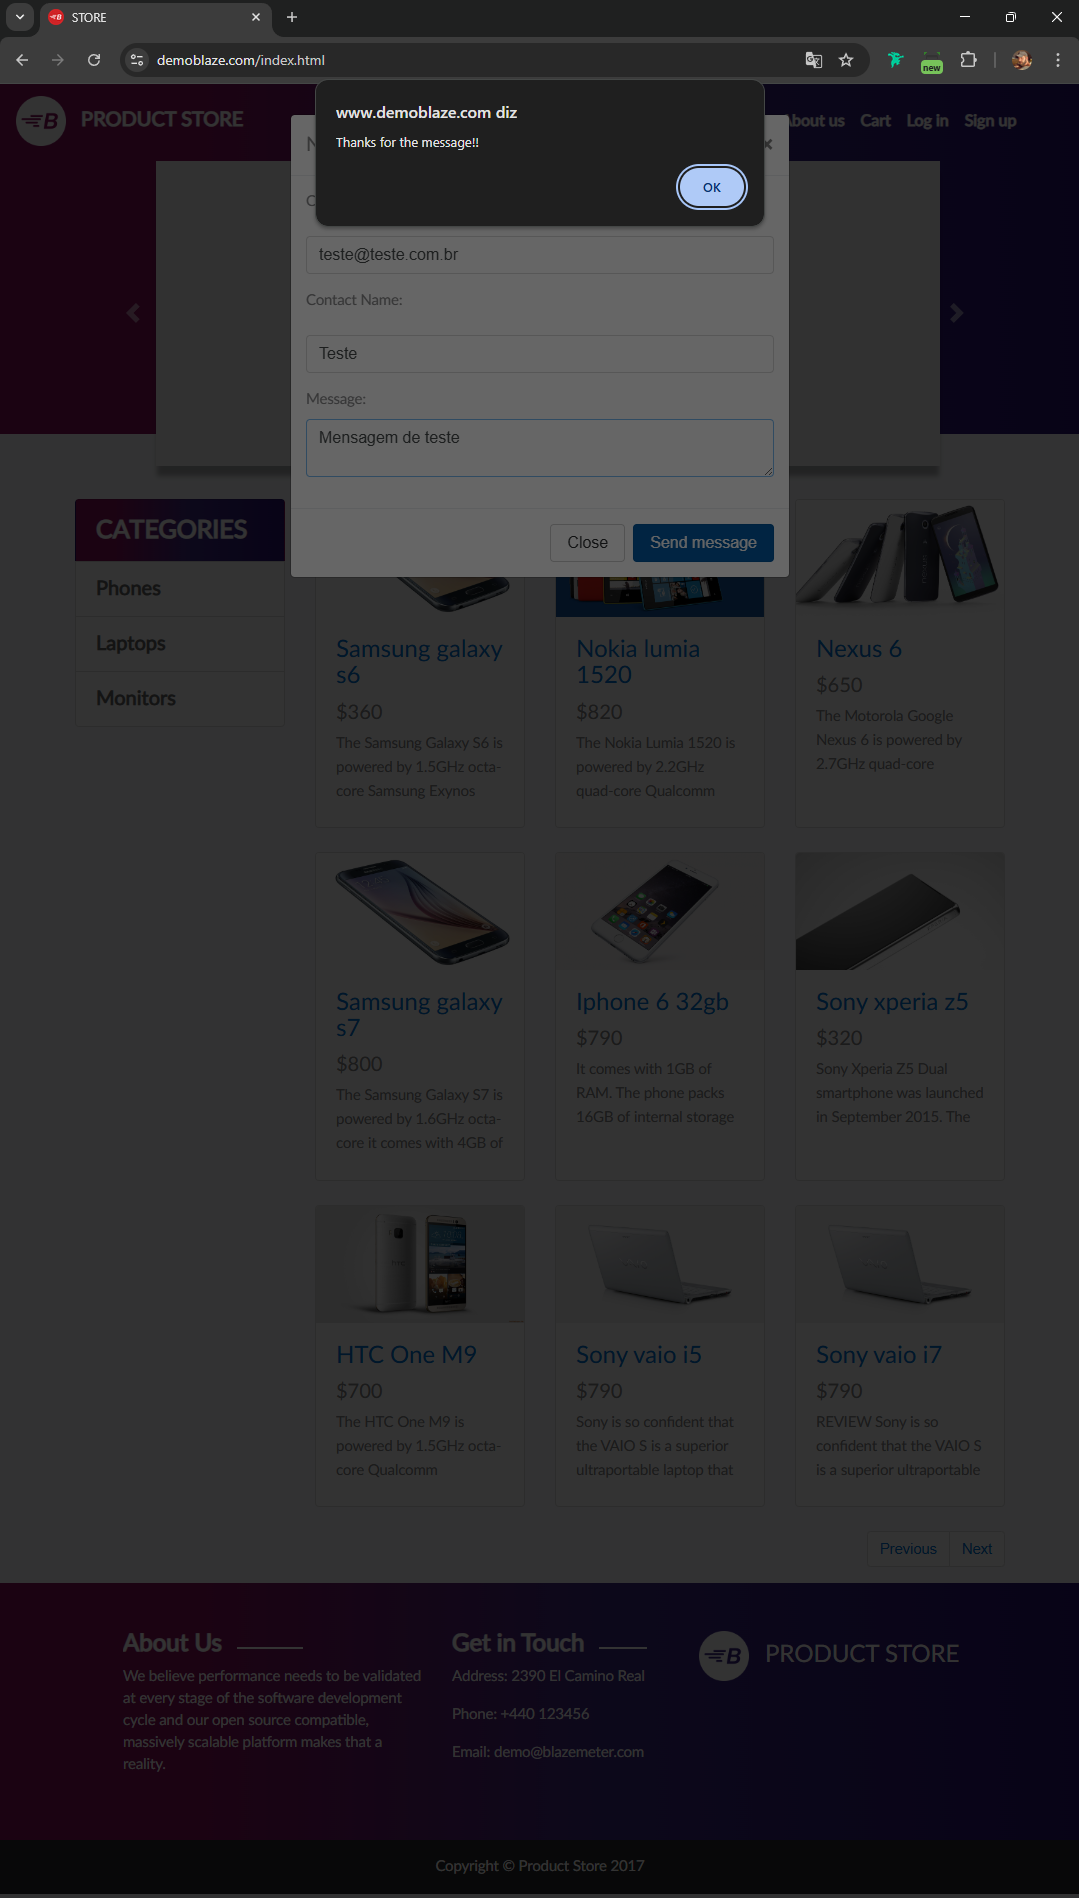 STORE
demoblaze.com/index.html
new
PRODUCT STORE
About us Cart Log in Sign up
www.demoblaze.com diz
Thanks for the message!!
OK
teste@teste.com.br
Contact Name:
Teste
Message:
Mensagem de teste
Close
Send message
CATEGORIES
Phones
Laptops
Monitors
Samsung galaxy
s6
$360
The Samsung Galaxy S6 is
powered by 1.5GHz octa-
core Samsung Exynos
Nokia lumia
1520
$820
The Nokia Lumia 1520 is
powered by 2.2GHz
quad-core Qualcomm
Nexus 6
$650
The Motorola Google
Nexus 6 is powered by
2.7GHz quad-core
Samsung galaxy
s7
$800
The Samsung Galaxy S7 is
powered by 1.6GHz octa-
core it comes with 4GB of
Iphone 6 32gb
$790
It comes with 1GB of
RAM. The phone packs
16GB of internal storage
Sony xperia z5
$320
Sony Xperia Z5 Dual
smartphone was launched
in September 2015. The
HTC One M9
$700
The HTC One M9 is
powered by 1.5GHz octa-
core Qualcomm
Sony vaio i5
$790
Sony is so confident that
the VAIO S is a superior
ultraportable laptop that
Sony vaio i7
$790
REVIEW Sony is so
confident that the VAIO S
is a superior ultraportable
Previous
Next
About Us
We believe performance needs to be validated
at every stage of the software development
cycle and our open source compatible,
massively scalable platform makes that a
reality.
Get in Touch
Address: 2390 El Camino Real
Phone: +440 123456
Email: demo@blazemeter.com
B PRODUCT STORE
Copyright © Product Store 2017